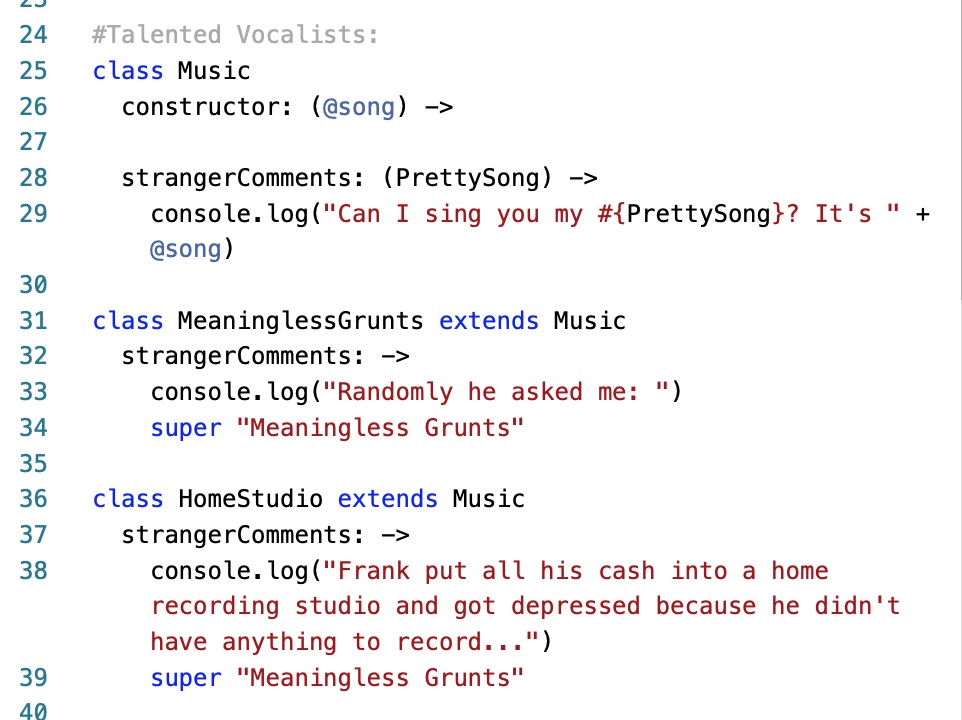 23
24 #Talented Vocalists:
25 class Music
26 constructor: (@song) ->
27
28 strangerComments: (PrettySong) ->
29 console.log("Can I sing you my #{PrettySong}? It's " +
@song)
30
31 class MeaninglessGrunts extends Music
32 strangerComments: ->
33 console.log("Randomly he asked me: ")
34 super "Meaningless Grunts"
35
36 class HomeStudio extends Music
37 strangerComments: ->
38 console.log("Frank put all his cash into a home
recording studio and got depressed because he didn't
have anything to record...")
39 super "Meaningless Grunts"
40